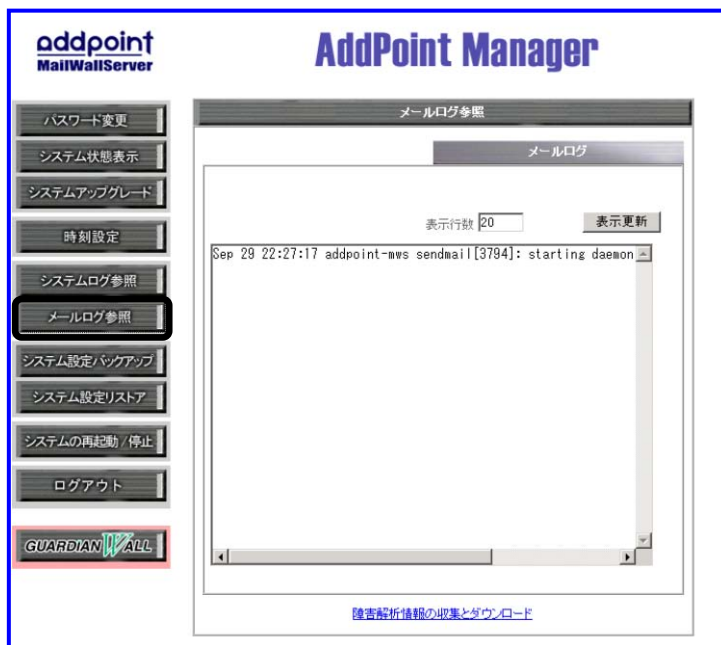 addpoint
MailWallServer
AddPoint Manager
パスワード変更
システム状態表示
システムアップグレード
時刻設定
システムログ参照
メールログ参照
システム設定バックアップ
システム設定リストア
システムの再起動/停止
ログアウト
GUARDIAN WALL
メールログ参照
メールログ
表示行数 20 表示更新
Sep 29 22:27:17 addpoint-mws sendmail[3794]: starting daemon
障害解析情報の収集とダウンロード